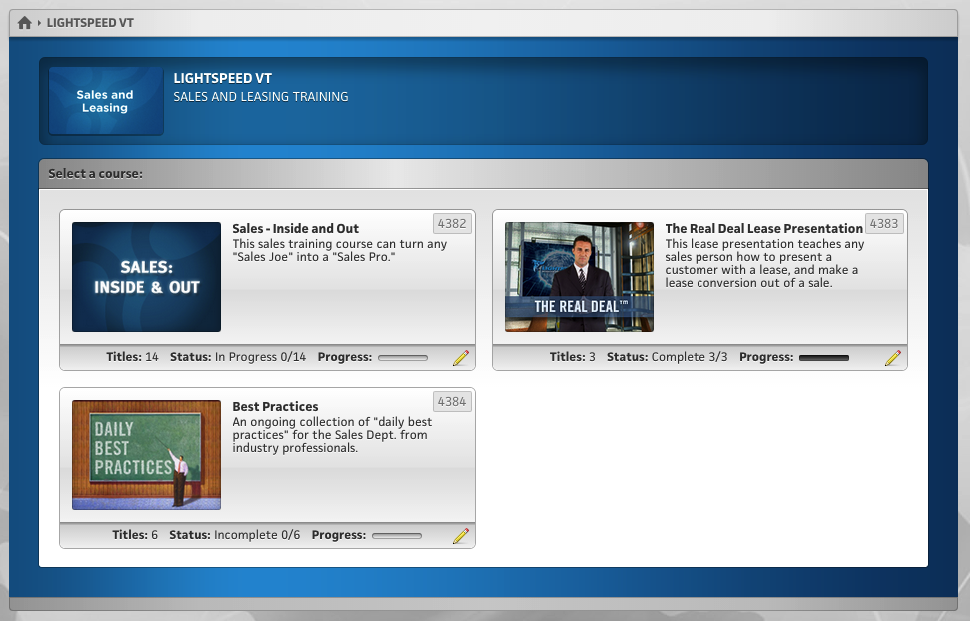 LIGHTSPEED VT
Sales and
Leasing
LIGHTSPEED VT
SALES AND LEASING TRAINING
Select a course:
SALES:
INSIDE & OUT
Sales - Inside and Out
4382
This sales training course can turn any
"Sales Joe" into a "Sales Pro."
Titles: 14 Status: In Progress 0/14 Progress:
THE REAL DEAL™
The Real Deal Lease Presentation
4383
This lease presentation teaches any
sales person how to present a
customer with a lease, and make a
lease conversion out of a sale.
Titles: 3 Status: Complete 3/3 Progress:
DAILY
BEST
PRACTICES
Best Practices
4384
An ongoing collection of "daily best
practices" for the Sales Dept. from
industry professionals.
Titles: 6 Status: Incomplete 0/6 Progress: